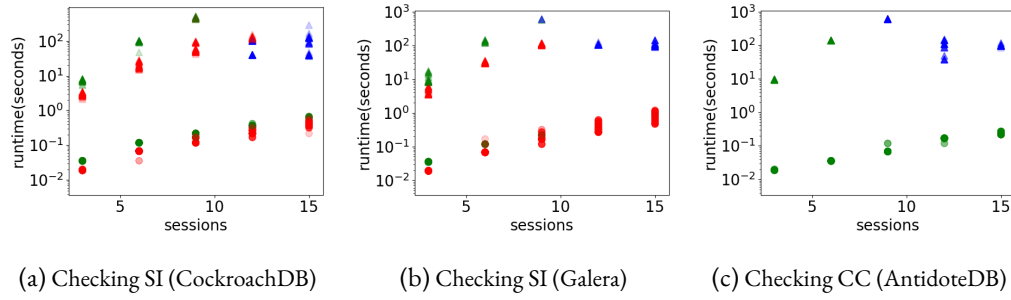 10² 10¹ 10⁰ 10⁻¹ 10⁻²
runtime(seconds)
5 10 15
sessions
(a) Checking SI (CockroachDB)
10³ 10² 10¹ 10⁰ 10⁻¹ 10⁻²
runtime(seconds)
5 10 15
sessions
(b) Checking SI (Galera)
10³ 10² 10¹ 10⁰ 10⁻¹ 10⁻²
runtime(seconds)
5 10 15
sessions
(c) Checking CC (AntidoteDB)